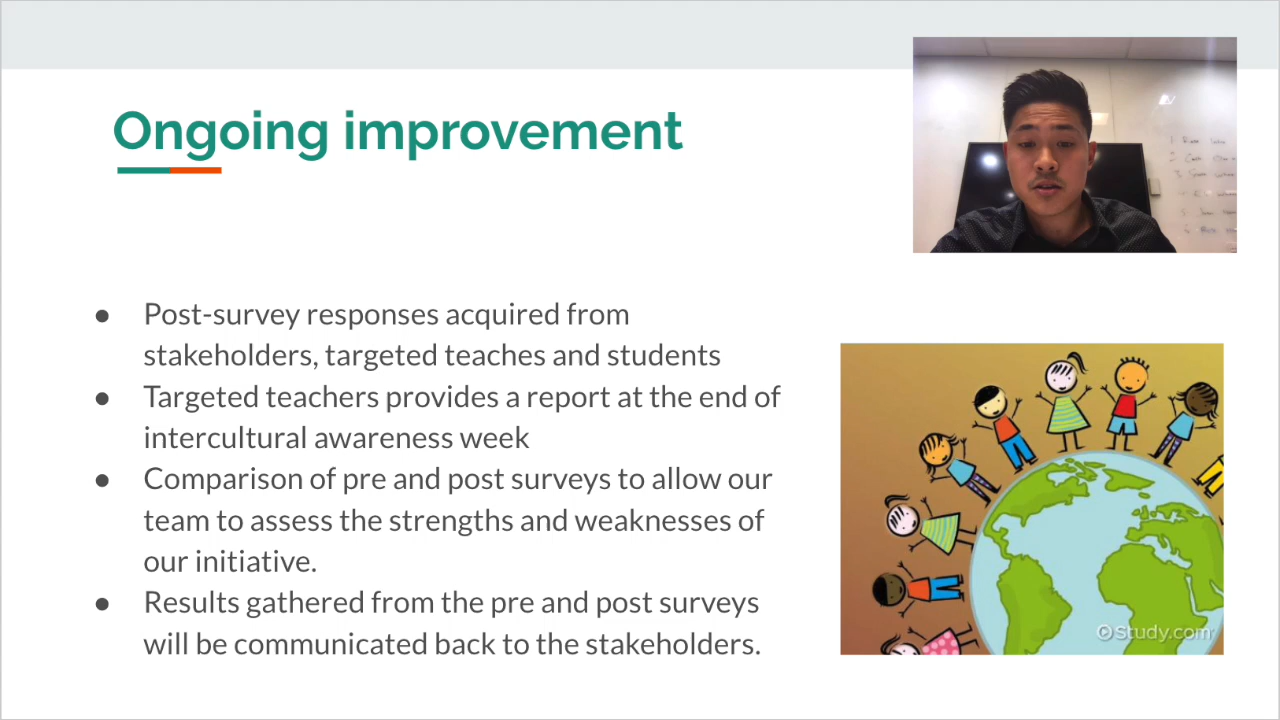 Ongoing improvement
● Post-survey responses acquired from
stakeholders, targeted teaches and students
● Targeted teachers provides a report at the end of
intercultural awareness week
● Comparison of pre and post surveys to allow our
team to assess the strengths and weaknesses of
our initiative.
● Results gathered from the pre and post surveys
will be communicated back to the stakeholders.
©Study.com